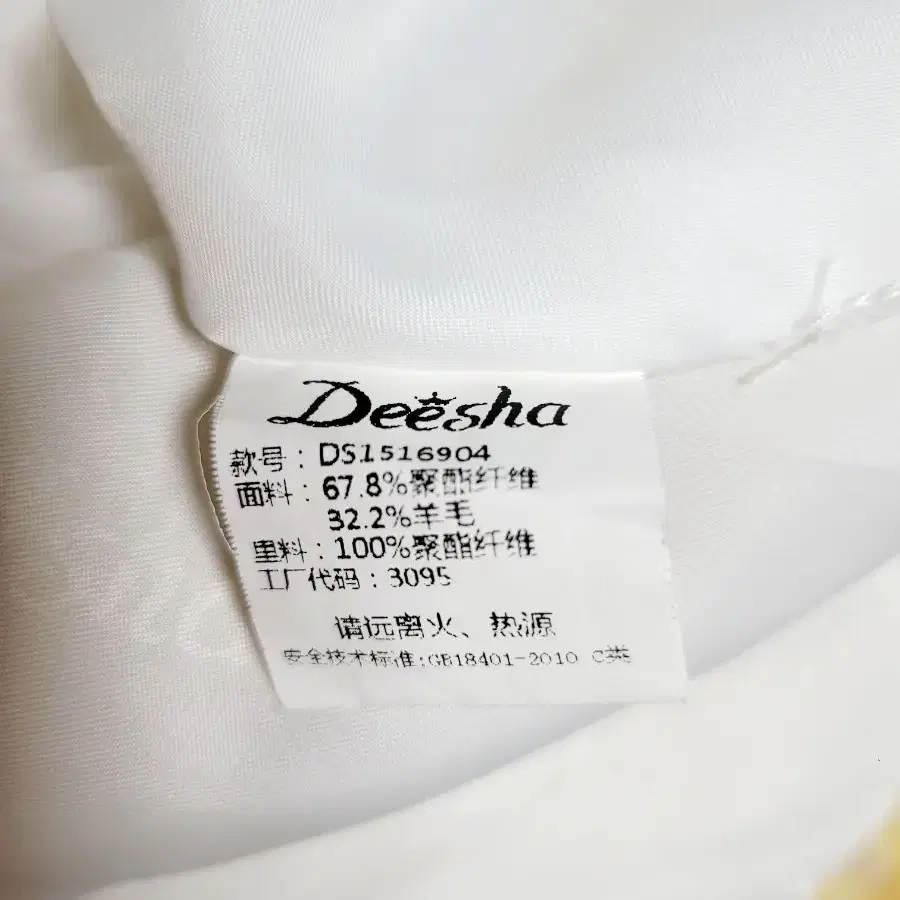 Deesha
款号：DS1516904
面料：67.8%聚酯纤维
32.2%羊毛
里料：100%聚酯纤维
工厂代码：3095
请远离火、热源
安全技术标准:GB18401-2010 C类